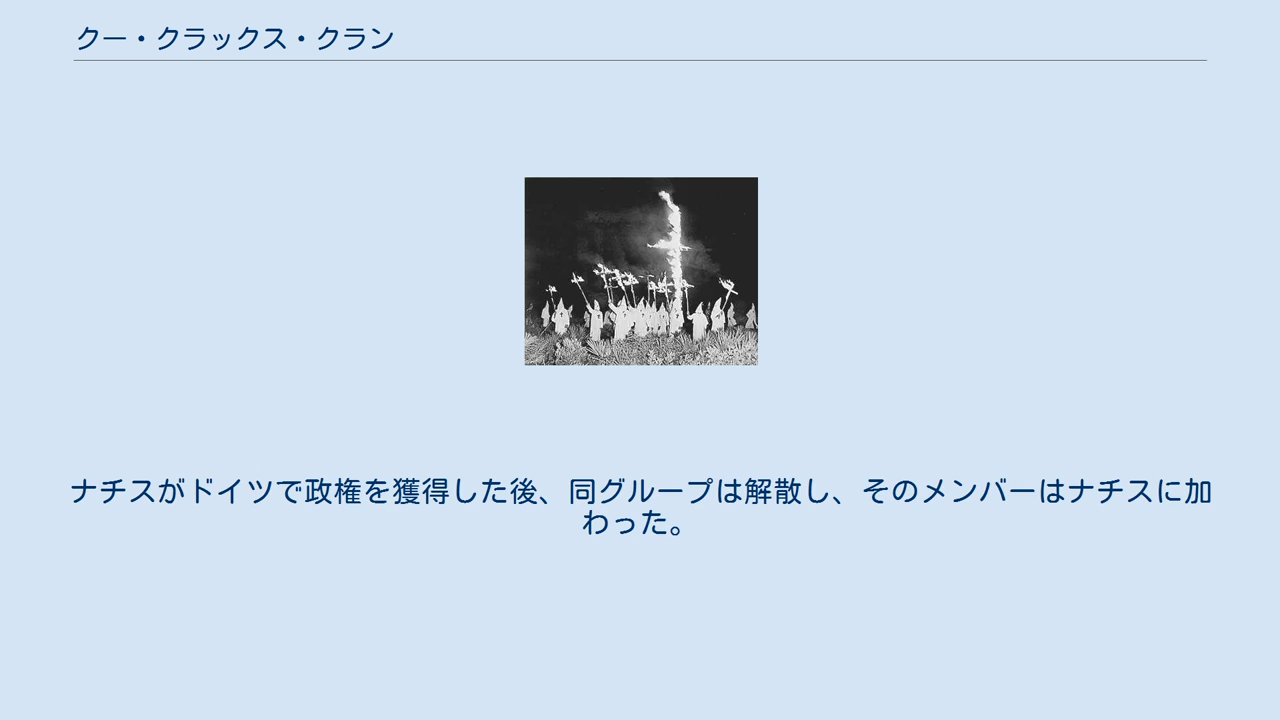 クー・クラックス・クラン
ナチスがドイツで政権を獲得した後、同グループは解散し、そのメンバーはナチスに加
わった。